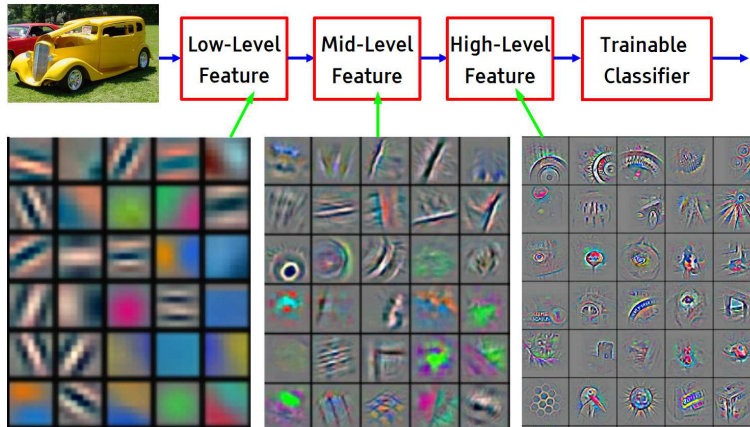 Low-Level
Feature
Mid-Level
Feature
High-Level
Feature
Trainable
Classifier